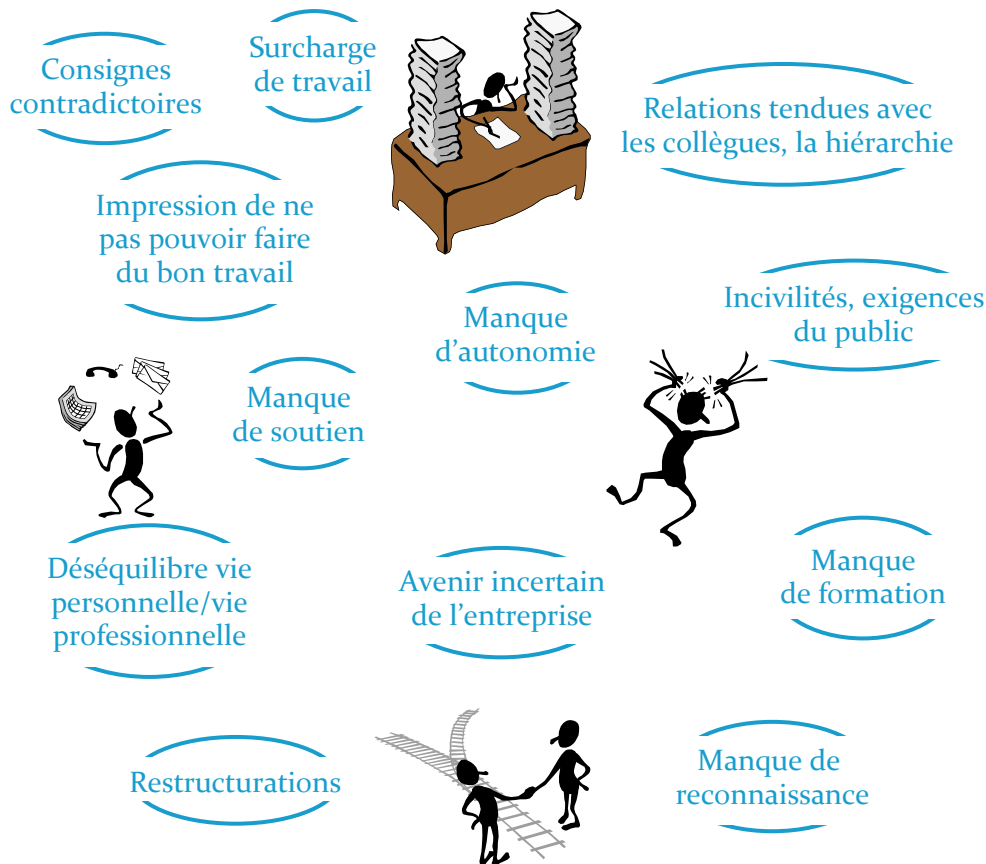 Consignes
contradictoires
Surcharge
de travail
Relations tendues avec
les collègues, la hiérarchie
Impression de ne
pas pouvoir faire
du bon travail
Manque
d’autonomie
Incivilités, exigences
du public
Manque
de soutien
Déséquilibre vie
personnelle/vie
professionnelle
Avenir incertain
de l’entreprise
Manque
de formation
Restructurations
Manque de
reconnaissance